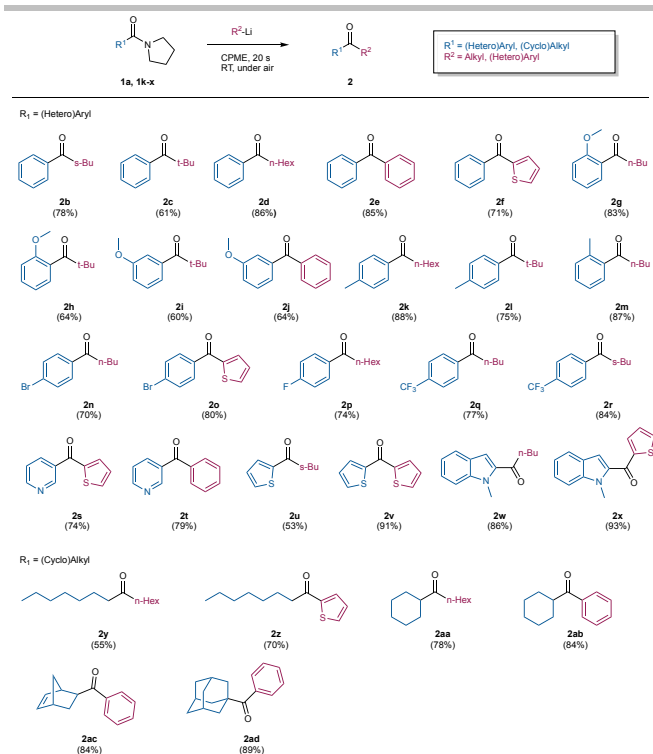 O
R¹
N
R²-Li
CPME, 20 s
RT, under air
O
R¹
R²
1a, 1k-x
2
R¹ = (Hetero)Aryl, (Cyclo)Alkyl
R² = Alkyl, (Hetero)Aryl
R₁ = (Hetero)Aryl
O
s-Bu
O
t-Bu
O
n-Hex
O
O
S
O
O
n-Bu
2b
2c
2d
2e
2f
2g
(78%)
(61%)
(86%)
(85%)
(71%)
(83%)
O
O
t-Bu
O
O
t-Bu
O
O
O
n-Hex
O
t-Bu
O
n-Bu
2h
2i
2j
2k
2l
2m
(64%)
(60%)
(64%)
(88%)
(75%)
(87%)
O
n-Bu
Br
O
S
Br
O
n-Hex
F
O
n-Bu
CF₃
O
s-Bu
CF₃
2n
2o
2p
2q
2r
(70%)
(80%)
(74%)
(77%)
(84%)
O
S
N
O
N
O
s-Bu
S
O
S
S
n-Bu
N
O
S
N
O
2s
2t
2u
2v
2w
2x
(74%)
(79%)
(53%)
(91%)
(86%)
(93%)
R₁ = (Cyclo)Alkyl
O
n-Hex
O
S
O
n-Hex
O
2y
2z
2aa
2ab
(55%)
(70%)
(78%)
(84%)
O
O
2ac
2ad
(84%)
(89%)